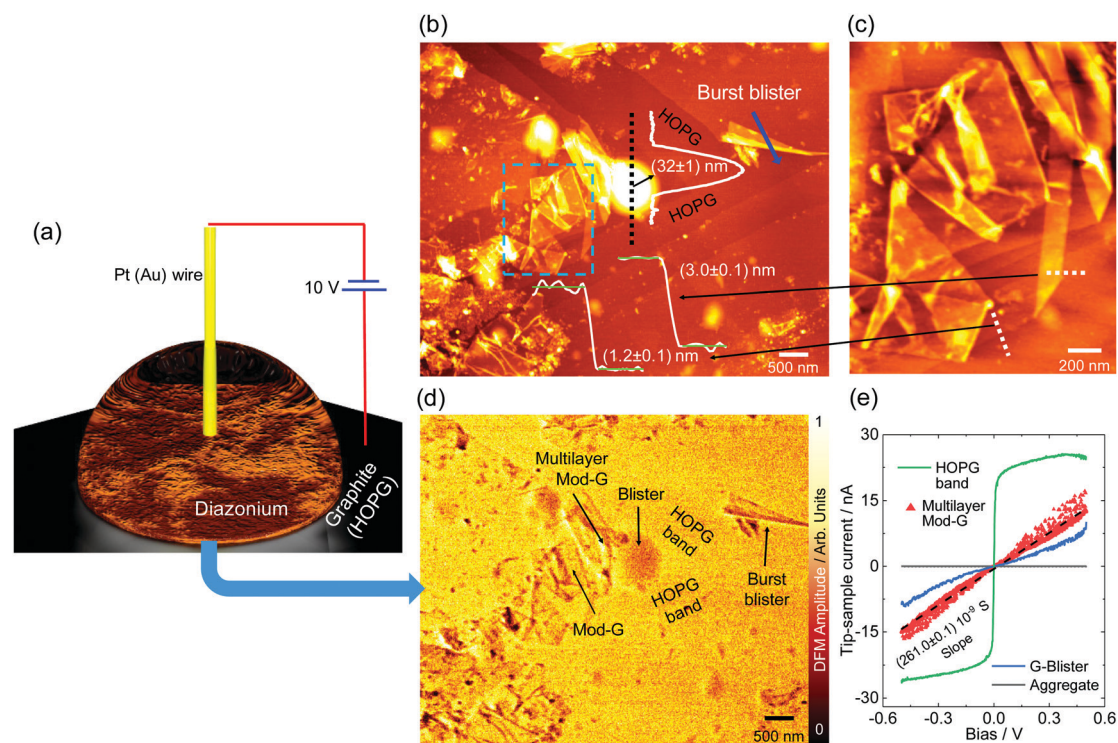 (a)
Pt (Au) wire
10 V
Diazonium
Graphite
(HOPG)
(b)
Burst blister
HOPG
(32±1) nm
HOPG
(3.0±0.1) nm
(1.2±0.1) nm
500 nm
(c)
200 nm
(d)
Multilayer
Mod-G
Blister
HOPG
band
HOPG
band
Mod-G
Burst
blister
500 nm
1
DFM Amplitude / Arb. Units
0
(e)
Tip-sample current / nA
30
15
0
-15
-30
HOPG
band
Multilayer
Mod-G
(261.0±0.1) 10⁻⁹ S
Slope
G-Blister
Aggregate
-0.6
-0.3
0.0
0.3
0.6
Bias / V